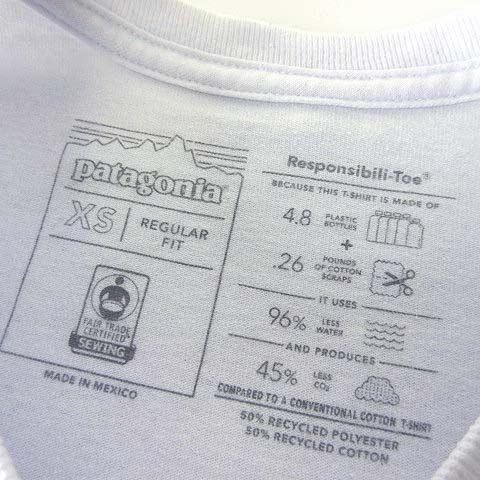 patagonia®
XS
REGULAR
FIT
FAIR TRADE
CERTIFIED™
SEWING
MADE IN MEXICO
Responsibili-Tee®
BECAUSE THIS T-SHIRT IS MADE OF
4.8 PLASTIC
BOTTLES
+
.26 POUNDS
OF COTTON
SCRAPS
IT USES
96% LESS
WATER
AND PRODUCES
45% LESS
CO₂
COMPARED TO A CONVENTIONAL COTTON T-SHIRT
50% RECYCLED POLYESTER
50% RECYCLED COTTON